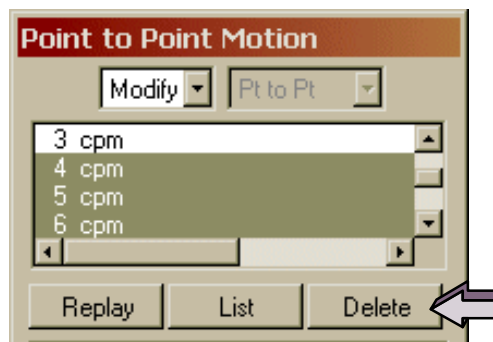 Point to Point Motion
Modify Pt to Pt
3 cpm
4 cpm
5 cpm
6 cpm
Replay List Delete